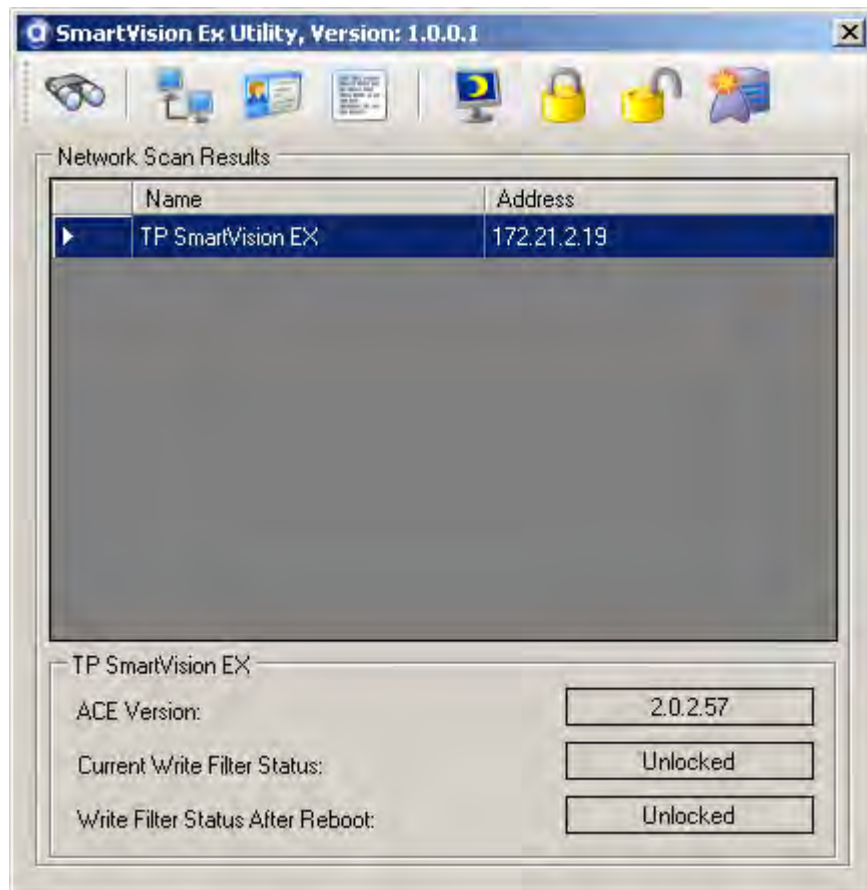 SmartVision Ex Utility, Version: 1.0.0.1
Network Scan Results
Name Address
TP SmartVision EX 172.21.2.19
TP SmartVision EX
ACE Version: 2.0.2.57
Current Write Filter Status: Unlocked
Write Filter Status After Reboot: Unlocked